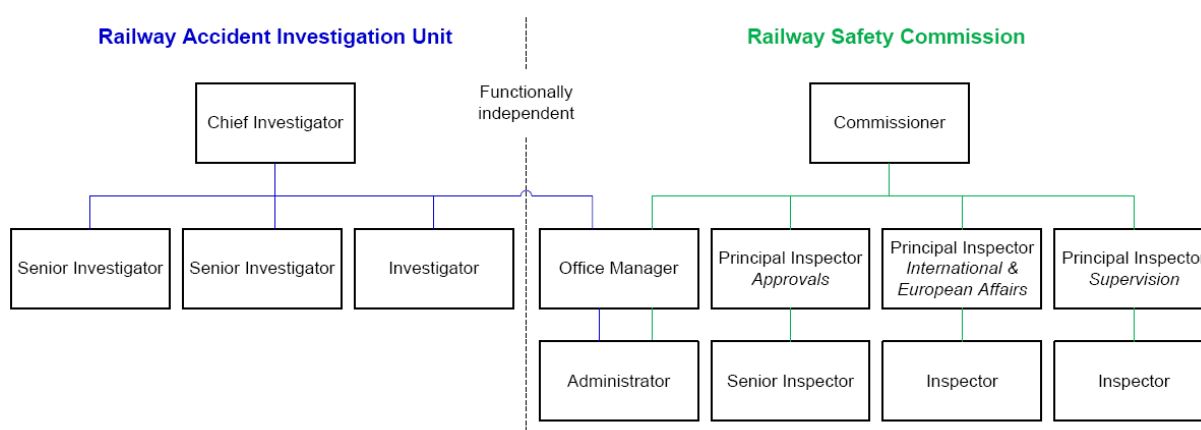 Railway Accident Investigation Unit
Railway Safety Commission
Functionally
independent
Chief Investigator
Commissioner
Senior Investigator
Senior Investigator
Investigator
Office Manager
Principal Inspector
Approvals
Principal Inspector
International &
European Affairs
Principal Inspector
Supervision
Administrator
Senior Inspector
Inspector
Inspector